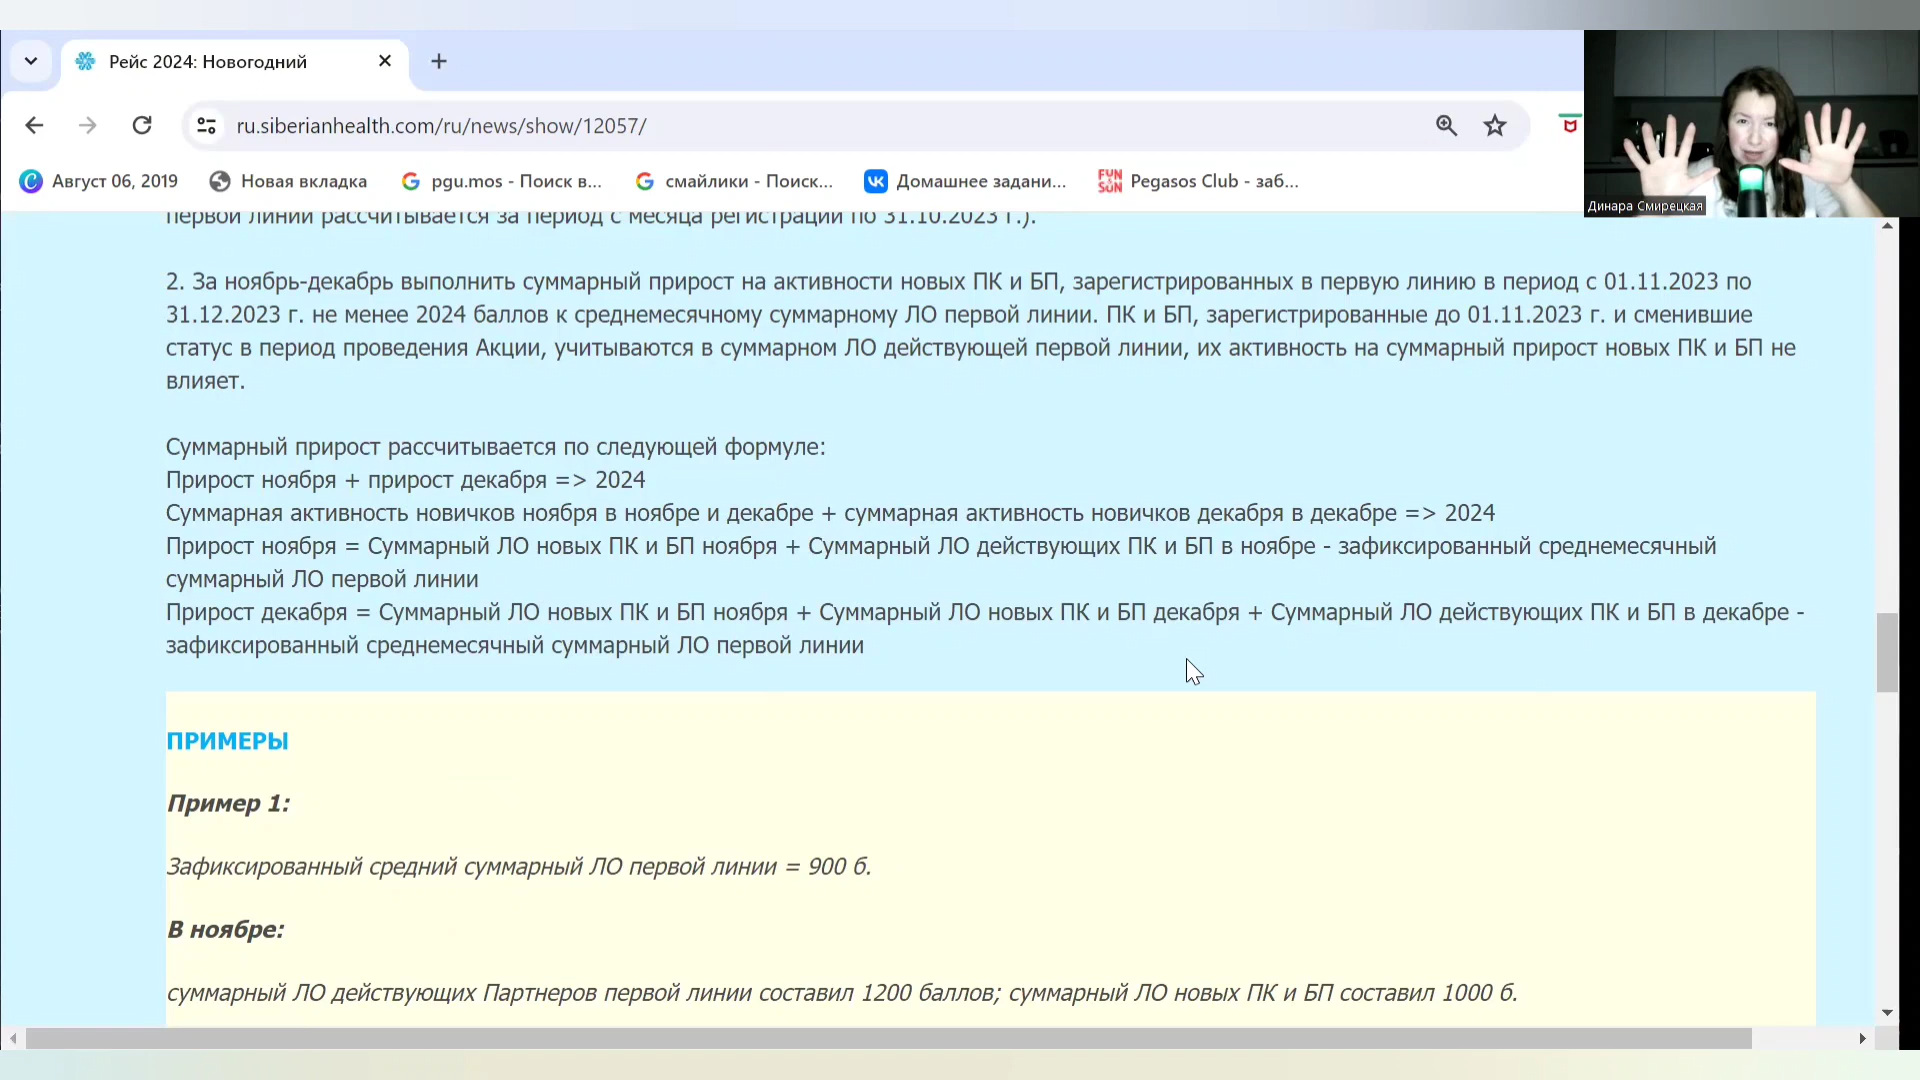 Рейс 2024: Новогодний
ru.siberianhealth.com/ru/news/show/12057/
Август 06, 2019
Новая вкладка
pgu.mos - Поиск в...
смайлики - Поиск...
Домашнее задани...
FUN&SUN
Pegasos Club - заб...
Динара Смирецкая
первой линии рассчитывается за период с месяца регистрации по 31.10.2023 г.).
2. За ноябрь-декабрь выполнить суммарный прирост на активности новых ПК и БП, зарегистрированных в первую линию в период с 01.11.2023 по
31.12.2023 г. не менее 2024 баллов к среднемесячному суммарному ЛО первой линии. ПК и БП, зарегистрированные до 01.11.2023 г. и сменившие
статус в период проведения Акции, учитываются в суммарном ЛО действующей первой линии, их активность на суммарный прирост новых ПК и БП не
влияет.
Суммарный прирост рассчитывается по следующей формуле:
Прирост ноября + прирост декабря => 2024
Суммарная активность новичков ноября в ноябре и декабре + суммарная активность новичков декабря в декабре => 2024
Прирост ноября = Суммарный ЛО новых ПК и БП ноября + Суммарный ЛО действующих ПК и БП в ноябре - зафиксированный среднемесячный
суммарный ЛО первой линии
Прирост декабря = Суммарный ЛО новых ПК и БП ноября + Суммарный ЛО новых ПК и БП декабря + Суммарный ЛО действующих ПК и БП в декабре -
зафиксированный среднемесячный суммарный ЛО первой линии
ПРИМЕРЫ
Пример 1:
Зафиксированный средний суммарный ЛО первой линии = 900 б.
В ноябре:
суммарный ЛО действующих Партнеров первой линии составил 1200 баллов; суммарный ЛО новых ПК и БП составил 1000 б.